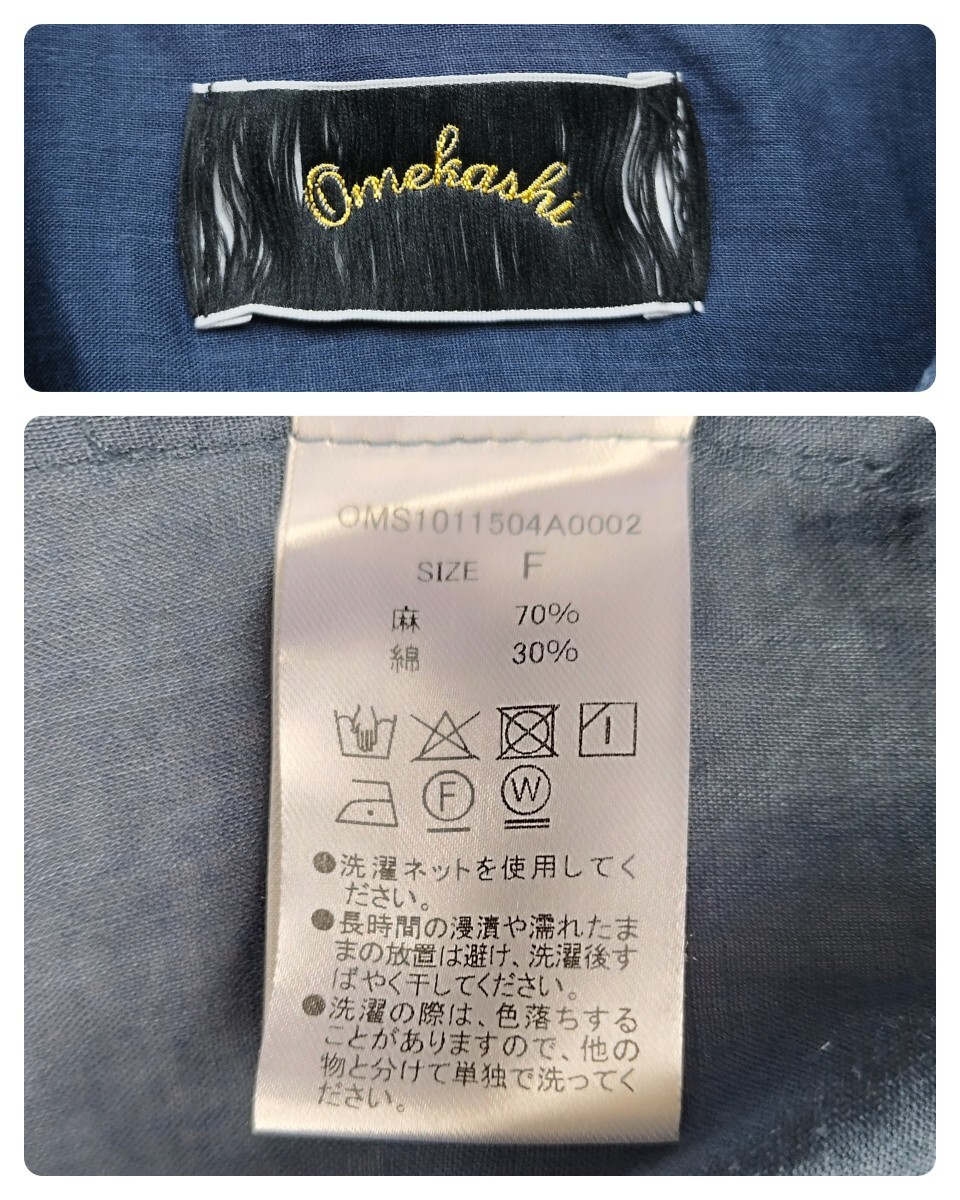 Omekashi
OMS1011504A0002
SIZE F
麻 70%
綿 30%
F W
●洗濯ネットを使用してく
ださい。
●長時間の浸漬や濡れたま
まの放置は避け、洗濯後す
ばやく干してください。
●洗濯の際は、色落ちする
ことがありますので、他の
物と分けて単独で洗ってく
ださい。